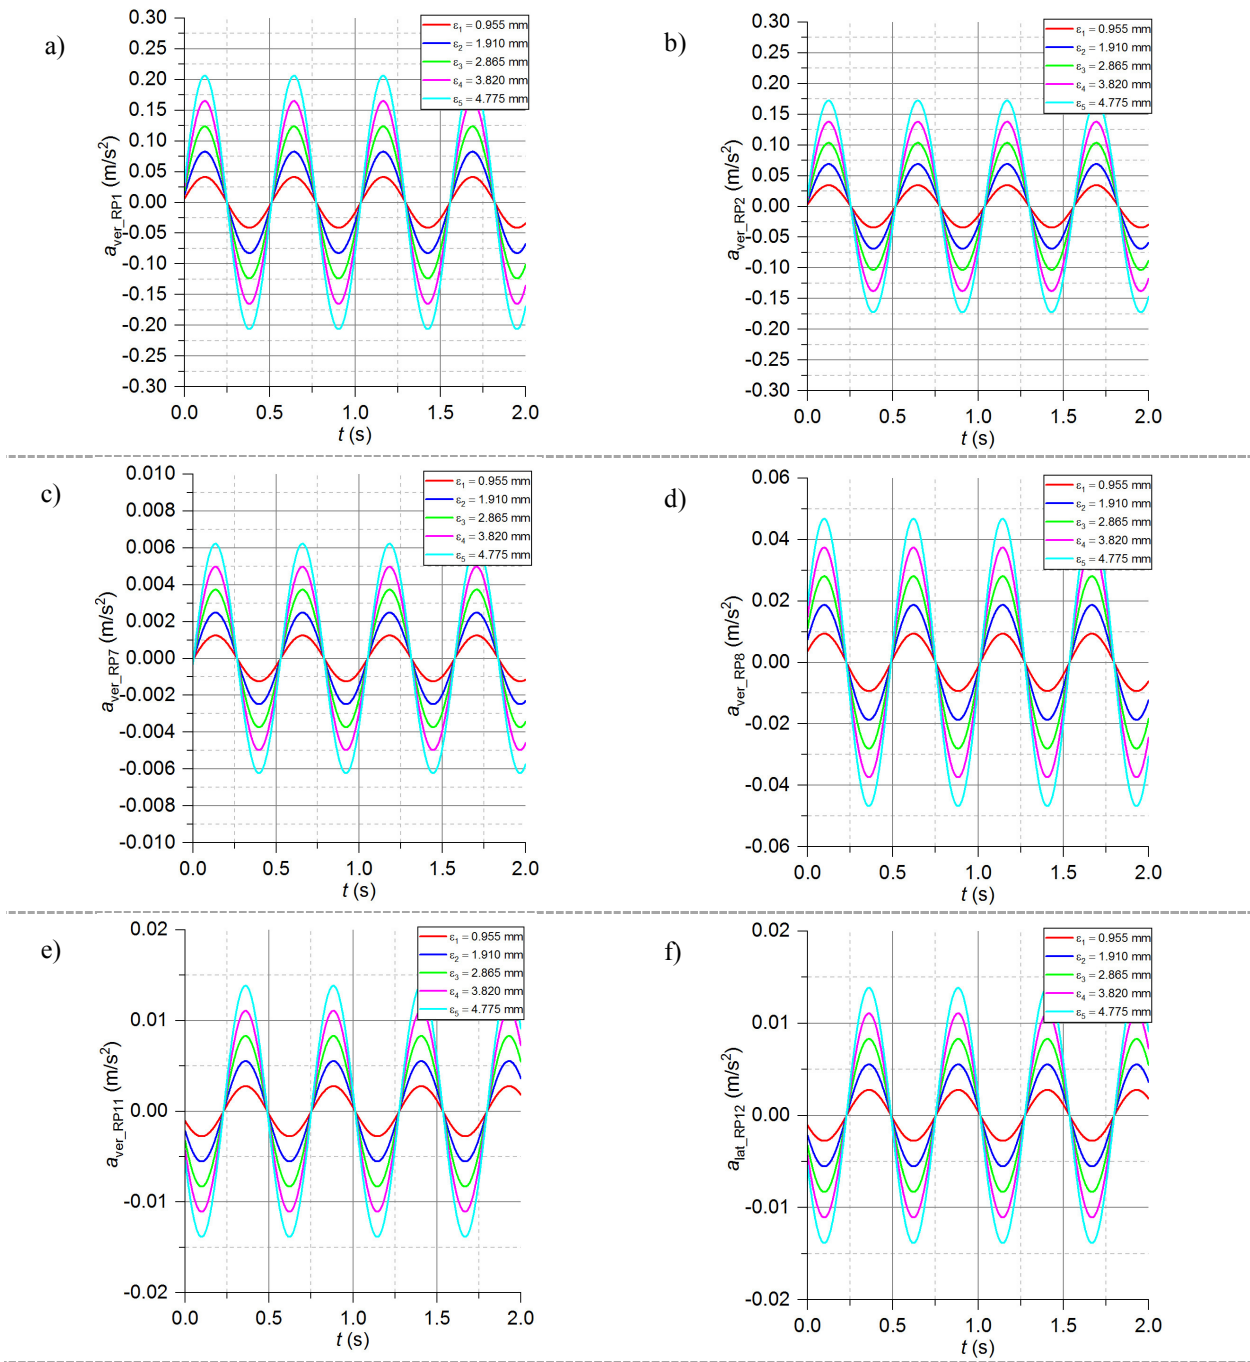 a)
0.30
0.25
0.20
0.15
0.10
0.05
0.00
-0.05
-0.10
-0.15
-0.20
-0.25
-0.30
a_ver_RP1 (m/s²)
ε₁ = 0.955 mm
ε₂ = 1.910 mm
ε₃ = 2.865 mm
ε₄ = 3.820 mm
ε₅ = 4.775 mm
0.0 0.5 1.0 1.5 2.0
t (s)
b)
0.30
0.25
0.20
0.15
0.10
0.05
0.00
-0.05
-0.10
-0.15
-0.20
-0.25
-0.30
a_ver_RP2 (m/s²)
ε₁ = 0.955 mm
ε₂ = 1.910 mm
ε₃ = 2.865 mm
ε₄ = 3.820 mm
ε₅ = 4.775 mm
0.0 0.5 1.0 1.5 2.0
t (s)
c)
0.010
0.008
0.006
0.004
0.002
0.000
-0.002
-0.004
-0.006
-0.008
-0.010
a_ver_RP7 (m/s²)
ε₁ = 0.955 mm
ε₂ = 1.910 mm
ε₃ = 2.865 mm
ε₄ = 3.820 mm
ε₅ = 4.775 mm
0.0 0.5 1.0 1.5 2.0
t (s)
d)
0.06
0.04
0.02
0.00
-0.02
-0.04
-0.06
a_ver_RP8 (m/s²)
ε₁ = 0.955 mm
ε₂ = 1.910 mm
ε₃ = 2.865 mm
ε₄ = 3.820 mm
ε₅ = 4.775 mm
0.0 0.5 1.0 1.5 2.0
t (s)
e)
0.02
0.01
0.00
-0.01
-0.02
a_ver_RP11 (m/s²)
ε₁ = 0.955 mm
ε₂ = 1.910 mm
ε₃ = 2.865 mm
ε₄ = 3.820 mm
ε₅ = 4.775 mm
0.0 0.5 1.0 1.5 2.0
t (s)
f)
0.02
0.01
0.00
-0.01
-0.02
a_lat_RP12 (m/s²)
ε₁ = 0.955 mm
ε₂ = 1.910 mm
ε₃ = 2.865 mm
ε₄ = 3.820 mm
ε₅ = 4.775 mm
0.0 0.5 1.0 1.5 2.0
t (s)